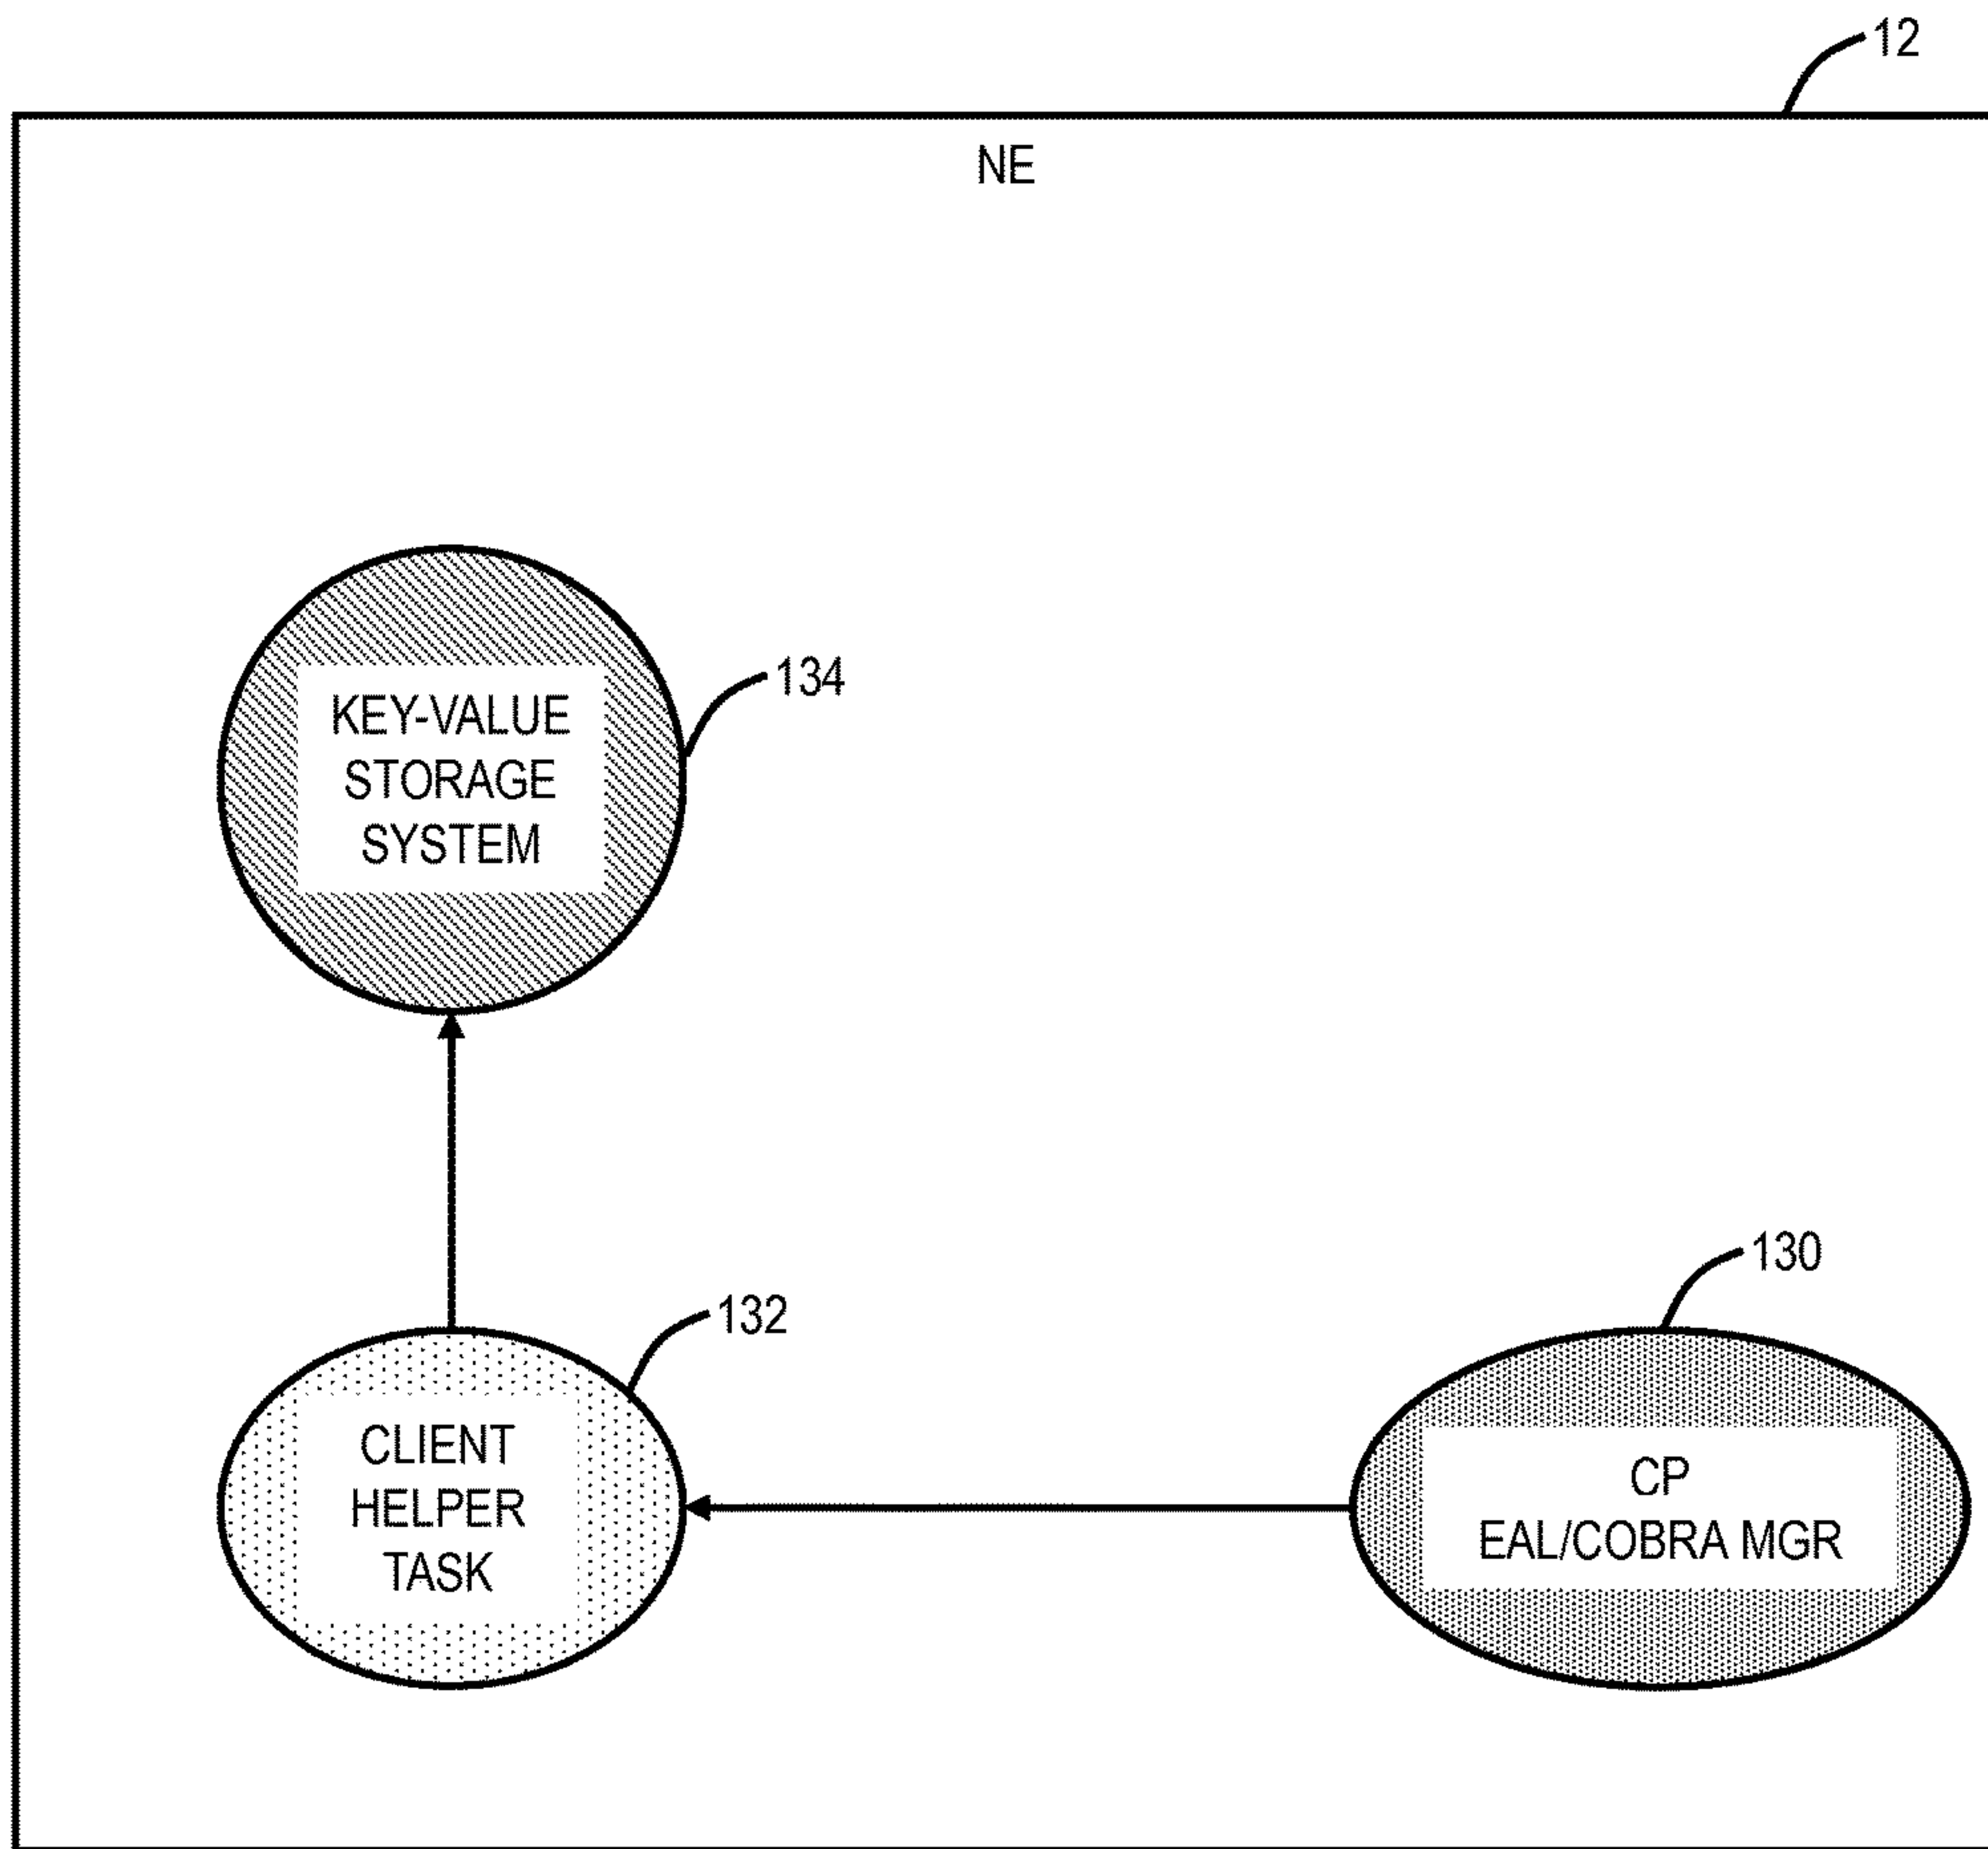 12
NE
134
KEY-VALUE
STORAGE
SYSTEM
130
132
CLIENT
HELPER
TASK
CP
EAL/COBRA MGR